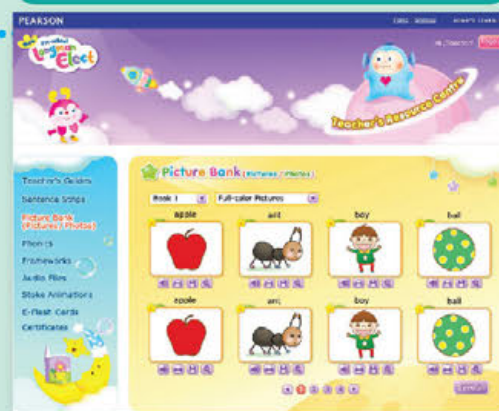 PEARSON
Longman
Elect
Teacher's Resource Centre
Teacher's Guides
Sentence Strips
Picture Bank
(Pictures / Photos)
Phonics
Frameworks
Audio Files
Stroke Animations
E-Flash Cards
Certificates
Picture Bank (Pictures / Photos)
Book 1
Full-color Pictures
apple ant boy ball
apple ant boy ball